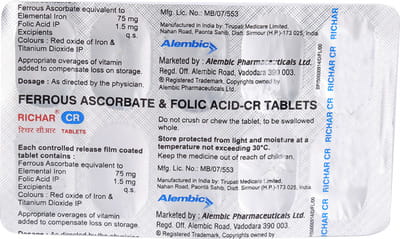 Ferrous Ascorbate equivalent to
Elemental Iron 75 mg
Folic Acid IP 1.5 mg
Excipients q.s.
Colours : Red oxide of Iron &
Titanium Dioxide IP
Appropriate overages of vitamin
added to compensate loss on storage.
Dosage : As directed by the physician.
Mfg. Lic. No.: MB/07/553
Manufactured in India by: Tirupati Medicare Limited,
Nahan Road, Paonta Sahib, Distt. Sirmour (H.P.)-173 025, India
Alembic
Marketed by : Alembic Pharmaceuticals Ltd.
Regd. Off. Alembic Road, Vadodara 390 003.
® Registered Trademark, Copyrights may be owned by
Alembic Pharmaceuticals Ltd.
FERROUS ASCORBATE & FOLIC ACID-CR TABLETS
RICHAR CR
रिचार सीआर TABLETS
Each controlled release film coated
tablet contains :
Ferrous Ascorbate equivalent to
Elemental Iron 75 mg
Folic Acid IP 1.5 mg
Excipients q.s.
Colours : Red oxide of Iron &
Titanium Dioxide IP
Appropriate overages of vitamin
added to compensate loss on storage.
Do not crush or chew the tablet, to be swallowed
whole.
Store protected from light and moisture at a
temperature not exceeding 30°C.
Keep the medicine out of reach of children.
Mfg. Lic. No.: MB/07/553
Manufactured in India by: Tirupati Medicare Limited,
Nahan Road, Paonta Sahib, Distt. Sirmour (H.P.)-173 025, India
Alembic
Marketed by : Alembic Pharmaceuticals Ltd.
Regd. Off. Alembic Road, Vadodara 390 003.
® Registered Trademark, Copyrights may be owned by
RICHAR CR RICHAR CR RICHAR CR